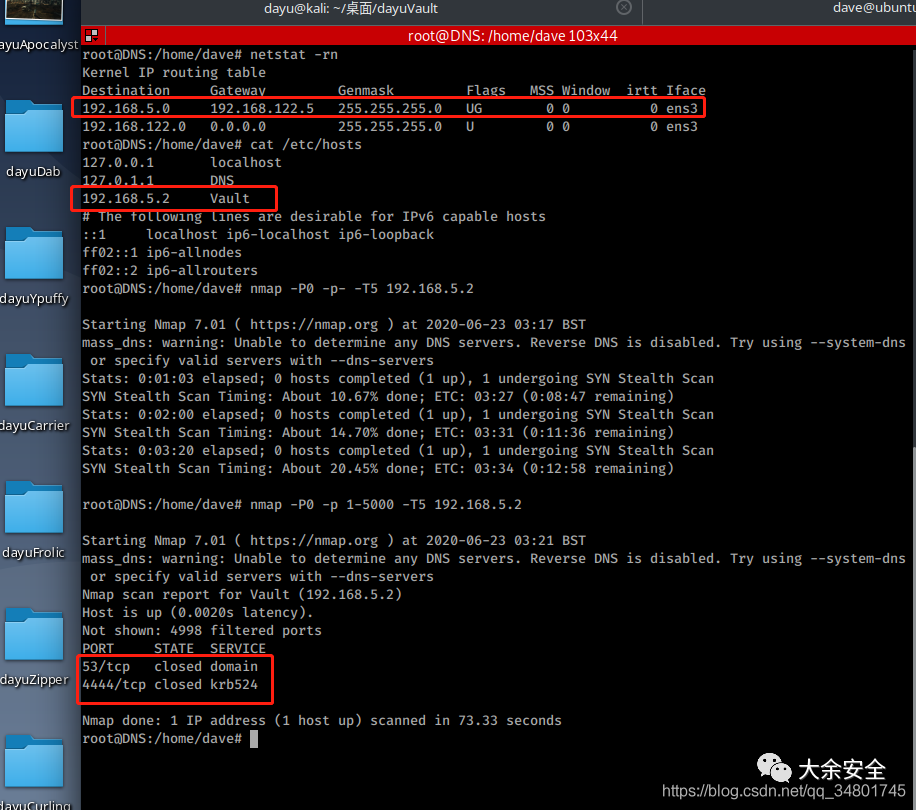 dayu@kali: ~/桌面/dayuVault
dave@ubuntu
root@DNS: /home/dave 103x44
ayuApocalyst
dayuDab
dayuYpuffy
dayuCarrier
dayuFrolic
dayuZipper
dayuCurling
root@DNS:/home/dave# netstat -rn
Kernel IP routing table
Destination Gateway Genmask Flags MSS Window irtt Iface
192.168.5.0 192.168.122.5 255.255.255.0 UG 0 0 0 ens3
192.168.122.0 0.0.0.0 255.255.255.0 U 0 0 0 ens3
root@DNS:/home/dave# cat /etc/hosts
127.0.0.1 localhost
127.0.1.1 DNS
192.168.5.2 Vault
# The following lines are desirable for IPv6 capable hosts
::1 localhost ip6-localhost ip6-loopback
ff02::1 ip6-allnodes
ff02::2 ip6-allrouters
root@DNS:/home/dave# nmap -P0 -p- -T5 192.168.5.2
Starting Nmap 7.01 ( https://nmap.org ) at 2020-06-23 03:17 BST
mass_dns: warning: Unable to determine any DNS servers. Reverse DNS is disabled. Try using --system-dns
or specify valid servers with --dns-servers
Stats: 0:01:03 elapsed; 0 hosts completed (1 up), 1 undergoing SYN Stealth Scan
SYN Stealth Scan Timing: About 10.67% done; ETC: 03:27 (0:08:47 remaining)
Stats: 0:02:00 elapsed; 0 hosts completed (1 up), 1 undergoing SYN Stealth Scan
SYN Stealth Scan Timing: About 14.70% done; ETC: 03:31 (0:11:36 remaining)
Stats: 0:03:20 elapsed; 0 hosts completed (1 up), 1 undergoing SYN Stealth Scan
SYN Stealth Scan Timing: About 20.45% done; ETC: 03:34 (0:12:58 remaining)
root@DNS:/home/dave# nmap -P0 -p 1-5000 -T5 192.168.5.2
Starting Nmap 7.01 ( https://nmap.org ) at 2020-06-23 03:21 BST
mass_dns: warning: Unable to determine any DNS servers. Reverse DNS is disabled. Try using --system-dns
or specify valid servers with --dns-servers
Nmap scan report for Vault (192.168.5.2)
Host is up (0.0020s latency).
Not shown: 4998 filtered ports
PORT STATE SERVICE
53/tcp closed domain
4444/tcp closed krb524
Nmap done: 1 IP address (1 host up) scanned in 73.33 seconds
root@DNS:/home/dave#
大余安全
https://blog.csdn.net/qq_34801745